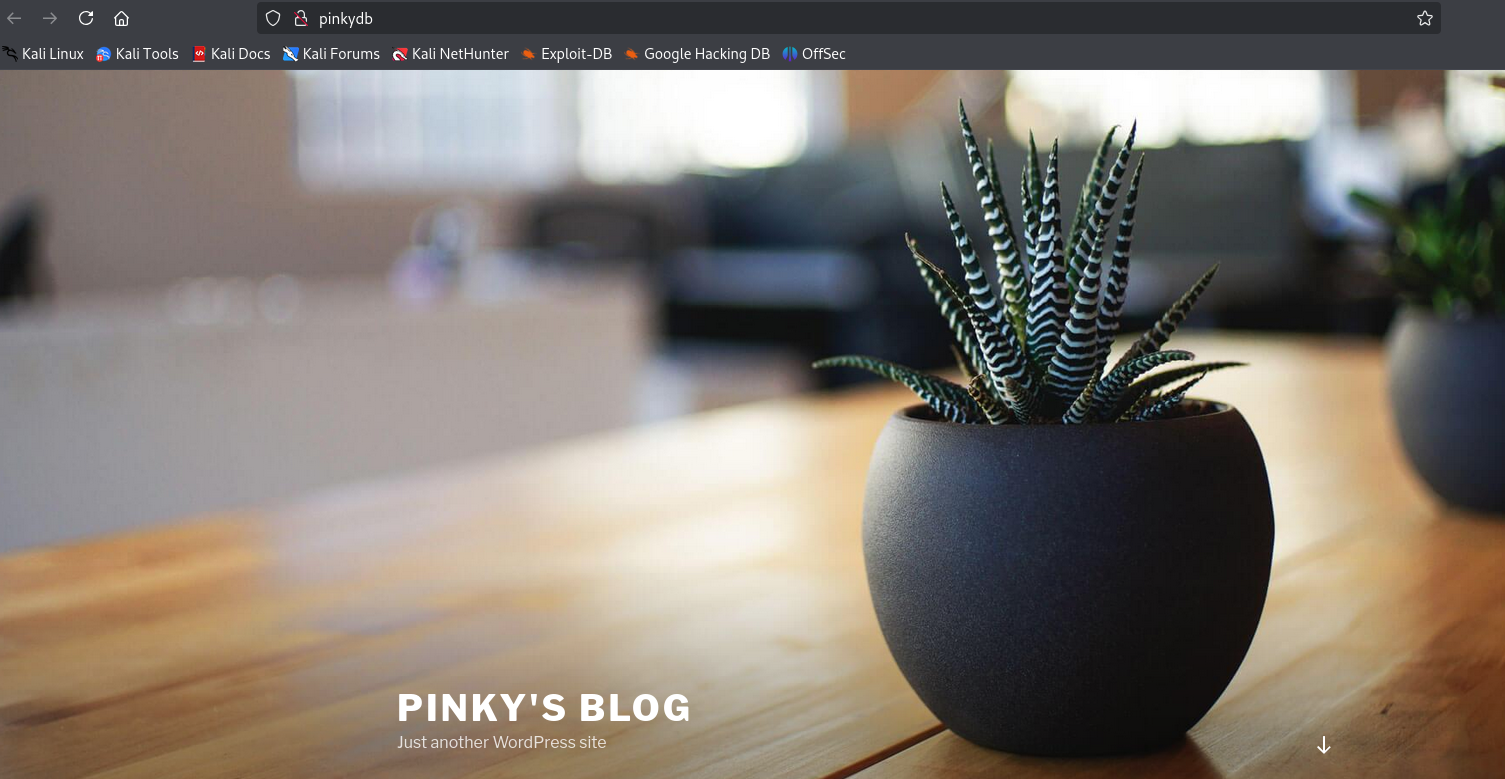 pinkydb
Kali Linux Kali Tools Kali Docs Kali Forums Kali NetHunter Exploit-DB Google Hacking DB OffSec
PINKY'S BLOG
Just another WordPress site